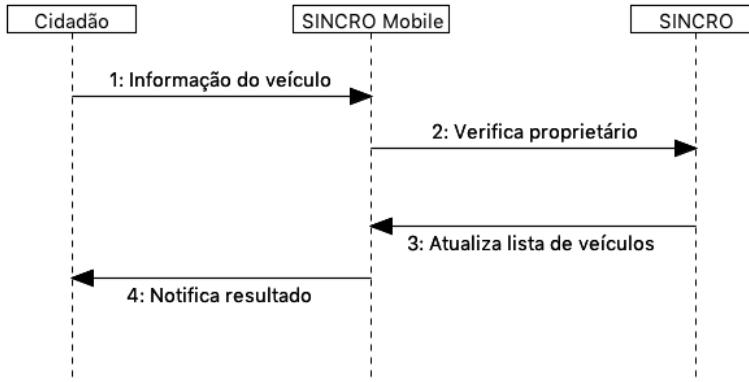 Cidadão
SINCRO Mobile
SINCRO
1: Informação do veículo
2: Verifica proprietário
3: Atualiza lista de veículos
4: Notifica resultado